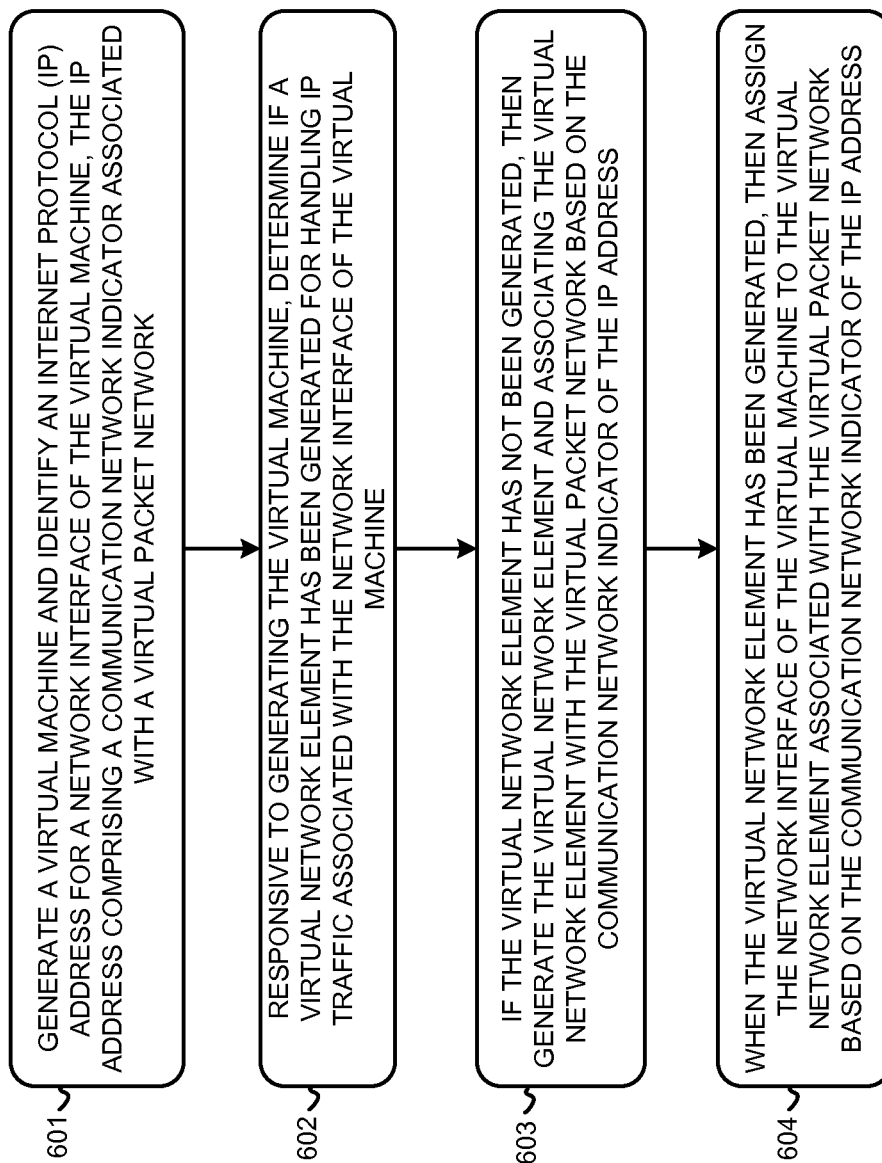 601
GENERATE A VIRTUAL MACHINE AND IDENTIFY AN INTERNET PROTOCOL (IP)
ADDRESS FOR A NETWORK INTERFACE OF THE VIRTUAL MACHINE, THE IP
ADDRESS COMPRISING A COMMUNICATION NETWORK INDICATOR ASSOCIATED
WITH A VIRTUAL PACKET NETWORK
602
RESPONSIVE TO GENERATING THE VIRTUAL MACHINE, DETERMINE IF A
VIRTUAL NETWORK ELEMENT HAS BEEN GENERATED FOR HANDLING IP
TRAFFIC ASSOCIATED WITH THE NETWORK INTERFACE OF THE VIRTUAL
MACHINE
603
IF THE VIRTUAL NETWORK ELEMENT HAS NOT BEEN GENERATED, THEN
GENERATE THE VIRTUAL NETWORK ELEMENT AND ASSOCIATING THE VIRTUAL
NETWORK ELEMENT WITH THE VIRTUAL PACKET NETWORK BASED ON THE
COMMUNICATION NETWORK INDICATOR OF THE IP ADDRESS
604
WHEN THE VIRTUAL NETWORK ELEMENT HAS BEEN GENERATED, THEN ASSIGN
THE NETWORK INTERFACE OF THE VIRTUAL MACHINE TO THE VIRTUAL
NETWORK ELEMENT ASSOCIATED WITH THE VIRTUAL PACKET NETWORK
BASED ON THE COMMUNICATION NETWORK INDICATOR OF THE IP ADDRESS